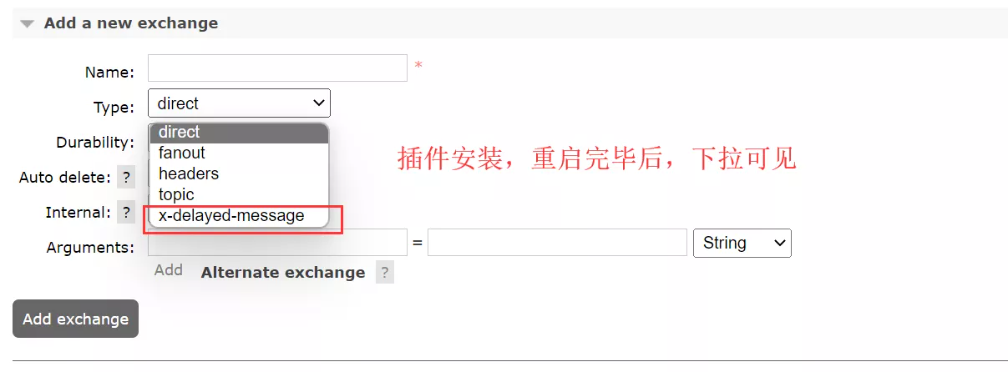 Add a new exchange
Name: *
Type: direct
Durability: direct
fanout
插件安装，重启完毕后，下拉可见
Auto delete: ? headers
topic
Internal: ? x-delayed-message
Arguments: = String
Add Alternate exchange ?
Add exchange